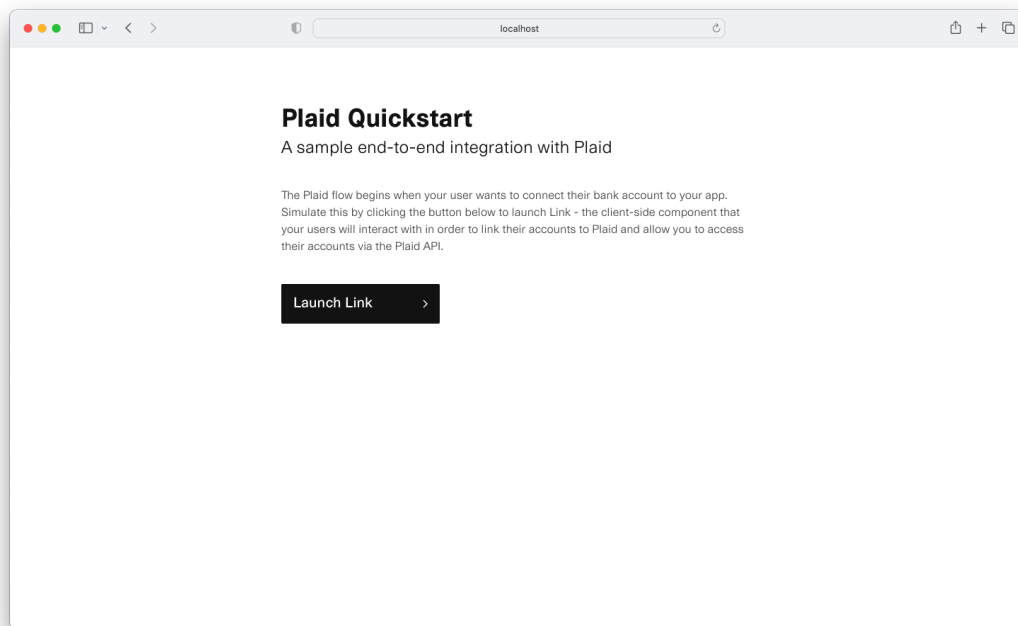 localhost
Plaid Quickstart
A sample end-to-end integration with Plaid
The Plaid flow begins when your user wants to connect their bank account to your app.
Simulate this by clicking the button below to launch Link - the client-side component that
your users will interact with in order to link their accounts to Plaid and allow you to access
their accounts via the Plaid API.
Launch Link